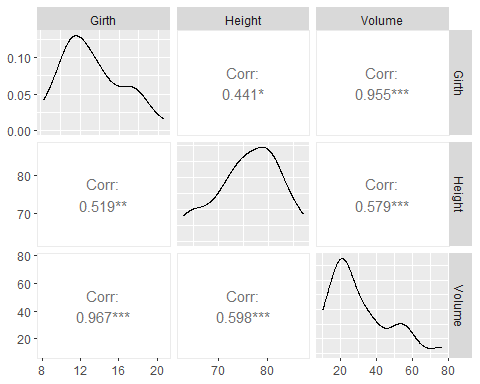 Girth Height Volume
0.10
0.05
0.00
Corr:
0.441*
Corr:
0.955***
Girth
80
70
Corr:
0.519**
Corr:
0.579***
Height
80
60
40
20
Corr:
0.967***
Corr:
0.598***
Volume
8 12 16 20 70 80 20 40 60 80